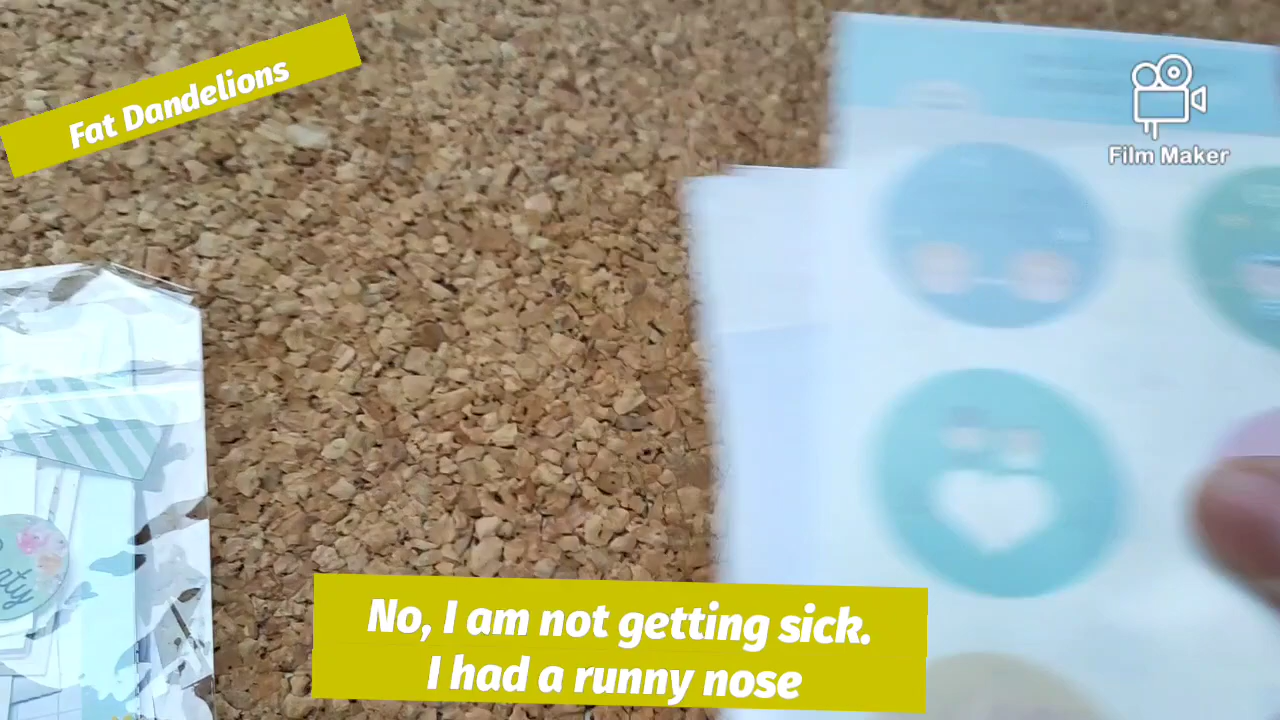 Fat Dandelions
Film Maker
No, I am not getting sick.
I had a runny nose